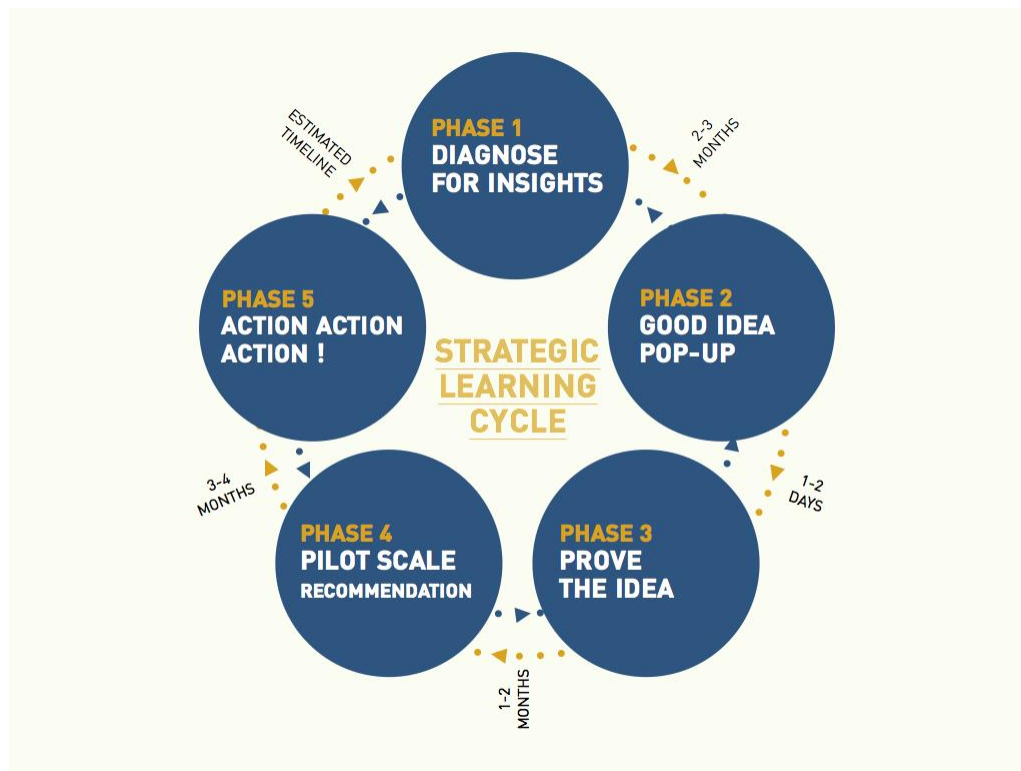 PHASE 1
DIAGNOSE
FOR INSIGHTS
2-3
MONTHS
PHASE 2
GOOD IDEA
POP-UP
1-2
DAYS
PHASE 3
PROVE
THE IDEA
1-2
MONTHS
PHASE 4
PILOT SCALE
RECOMMENDATION
3-4
MONTHS
PHASE 5
ACTION ACTION
ACTION !
ESTIMATED
TIMELINE
STRATEGIC
LEARNING
CYCLE